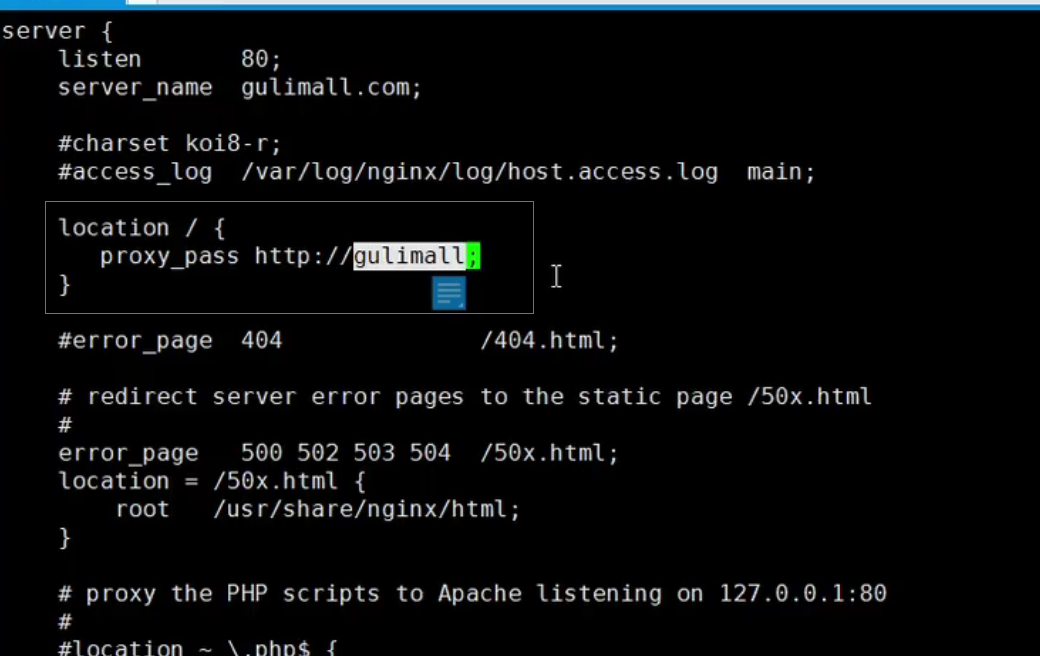 server {
    listen       80;
    server_name  gulimall.com;

    #charset koi8-r;
    #access_log  /var/log/nginx/log/host.access.log  main;

    location / {
       proxy_pass http://gulimall;
    }

    #error_page  404              /404.html;

    # redirect server error pages to the static page /50x.html
    #
    error_page   500 502 503 504  /50x.html;
    location = /50x.html {
        root   /usr/share/nginx/html;
    }

    # proxy the PHP scripts to Apache listening on 127.0.0.1:80
    #
    #location ~ \.php$ {